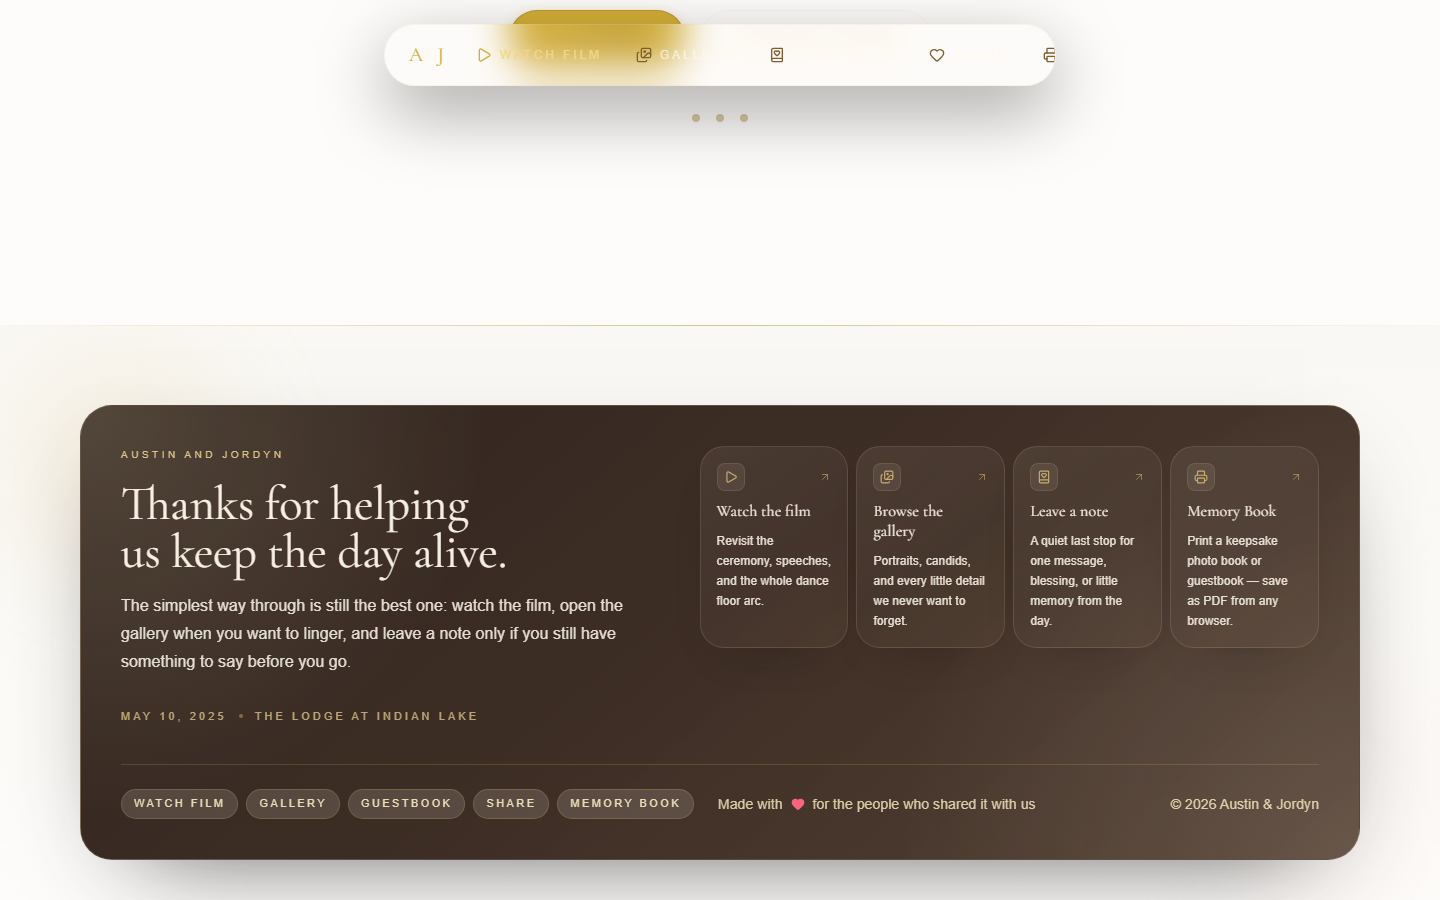 A J WATCH FILM
AUSTIN AND JORDYN
Thanks for helping
us keep the day alive.
The simplest way through is still the best one: watch the film, open the
gallery when you want to linger, and leave a note only if you still have
something to say before you go.
MAY 10, 2025 • THE LODGE AT INDIAN LAKE
Watch the film
Revisit the
ceremony, speeches,
and the whole dance
floor arc.
Browse the
gallery
Portraits, candids,
and every little detail
we never want to
forget.
Leave a note
A quiet last stop for
one message,
blessing, or little
memory from the
day.
Memory Book
Print a keepsake
photo book or
guestbook — save
as PDF from any
browser.
WATCH FILM GALLERY GUESTBOOK SHARE MEMORY BOOK
Made with ♥ for the people who shared it with us
© 2026 Austin & Jordyn